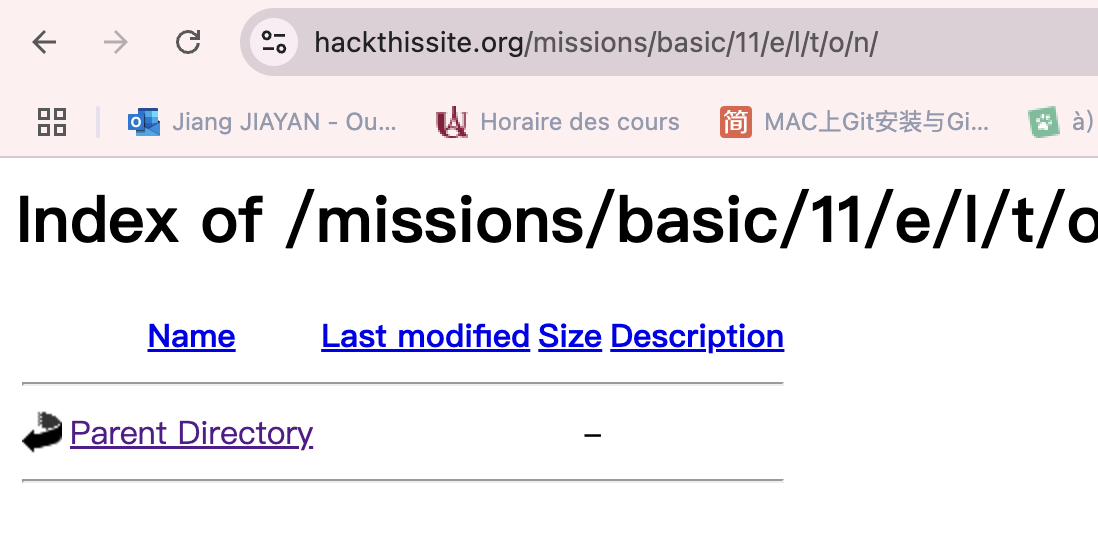 hackthissite.org/missions/basic/11/e/l/t/o/n/
Jiang JIAYAN - Ou... Horaire des cours 简 MAC上Git安装与Gi... à)
Index of /missions/basic/11/e/l/t/o
Name Last modified Size Description
Parent Directory -